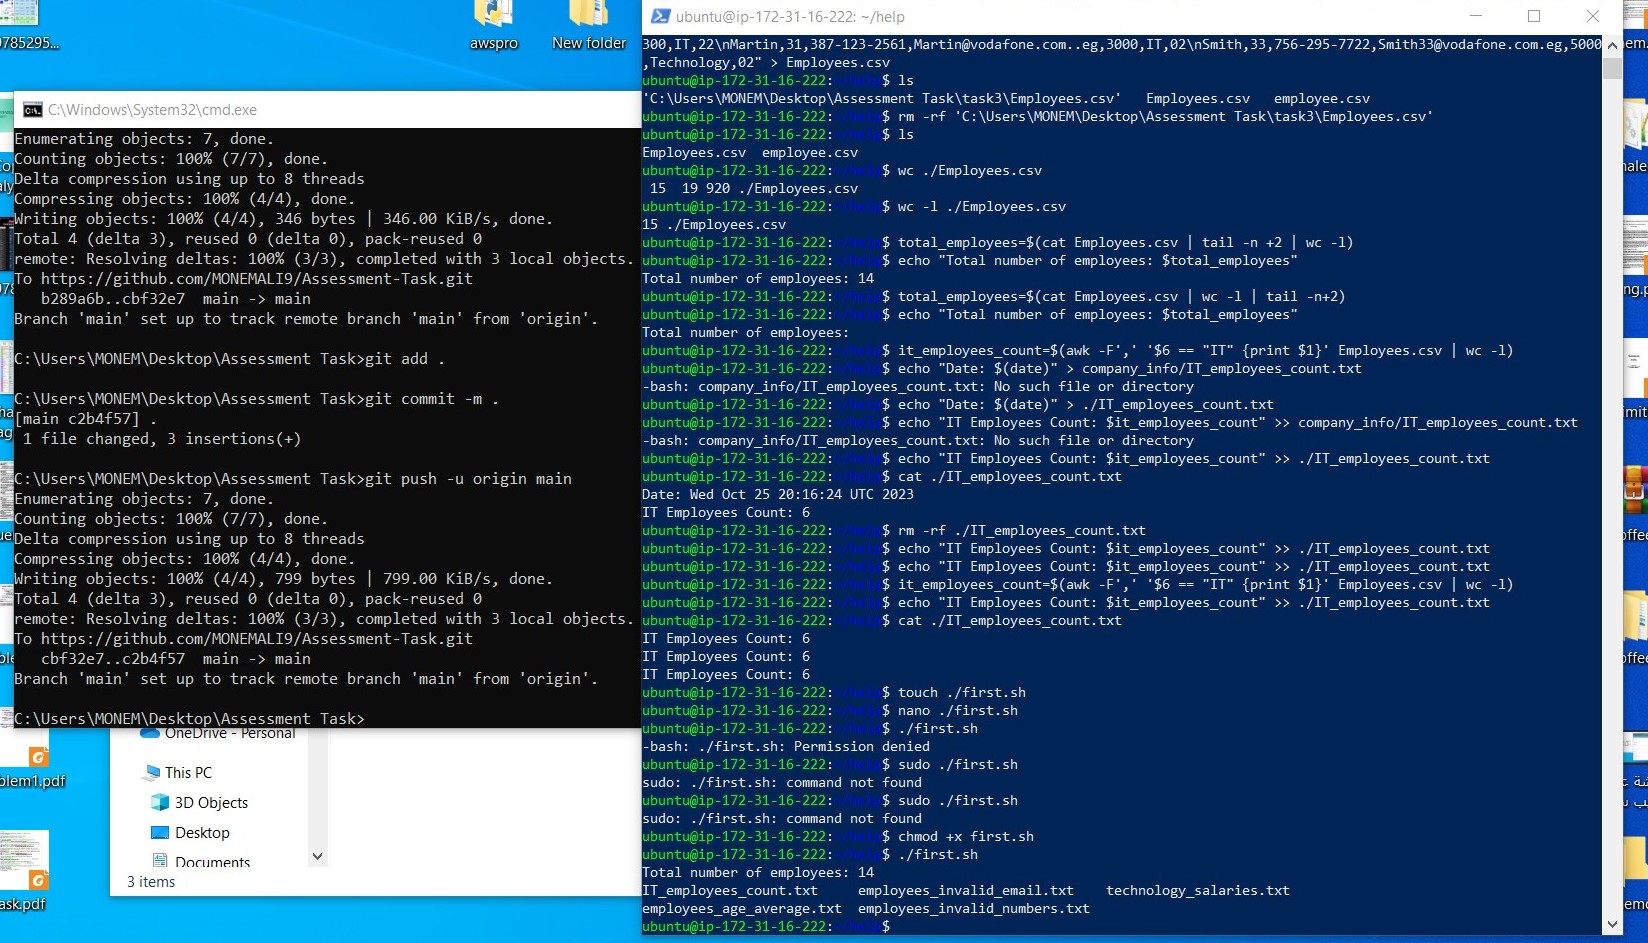 0785295...
awspro
New folder
C:\Windows\System32\cmd.exe
Enumerating objects: 7, done.
Counting objects: 100% (7/7), done.
Delta compression using up to 8 threads
Compressing objects: 100% (4/4), done.
Writing objects: 100% (4/4), 346 bytes | 346.00 KiB/s, done.
Total 4 (delta 3), reused 0 (delta 0), pack-reused 0
remote: Resolving deltas: 100% (3/3), completed with 3 local objects.
To https://github.com/MONEMALI9/Assessment-Task.git
   b289a6b..cbf32e7  main -> main
Branch 'main' set up to track remote branch 'main' from 'origin'.
C:\Users\MONEM\Desktop\Assessment Task>git add .
C:\Users\MONEM\Desktop\Assessment Task>git commit -m .
[main c2b4f57] .
 1 file changed, 3 insertions(+)
C:\Users\MONEM\Desktop\Assessment Task>git push -u origin main
Enumerating objects: 7, done.
Counting objects: 100% (7/7), done.
Delta compression using up to 8 threads
Compressing objects: 100% (4/4), done.
Writing objects: 100% (4/4), 799 bytes | 799.00 KiB/s, done.
Total 4 (delta 3), reused 0 (delta 0), pack-reused 0
remote: Resolving deltas: 100% (3/3), completed with 3 local objects.
To https://github.com/MONEMALI9/Assessment-Task.git
   cbf32e7..c2b4f57  main -> main
Branch 'main' set up to track remote branch 'main' from 'origin'.
C:\Users\MONEM\Desktop\Assessment Task>
OneDrive - Personal
This PC
3D Objects
Desktop
Documents
3 items
blem1.pdf
ask.pdf
ubuntu@ip-172-31-16-222: ~/help
300,IT,22\nMartin,31,387-123-2561,Martin@vodafone.com..eg,3000,IT,02\nSmith,33,756-295-7722,Smith33@vodafone.com.eg,5000
,Technology,02" > Employees.csv
ubuntu@ip-172-31-16-222:~/help$ ls
'C:\Users\MONEM\Desktop\Assessment Task\task3\Employees.csv'   Employees.csv   employee.csv
ubuntu@ip-172-31-16-222:~/help$ rm -rf 'C:\Users\MONEM\Desktop\Assessment Task\task3\Employees.csv'
ubuntu@ip-172-31-16-222:~/help$ ls
Employees.csv  employee.csv
ubuntu@ip-172-31-16-222:~/help$ wc ./Employees.csv
 15  19 920 ./Employees.csv
ubuntu@ip-172-31-16-222:~/help$ wc -l ./Employees.csv
15 ./Employees.csv
ubuntu@ip-172-31-16-222:~/help$ total_employees=$(cat Employees.csv | tail -n +2 | wc -l)
ubuntu@ip-172-31-16-222:~/help$ echo "Total number of employees: $total_employees"
Total number of employees: 14
ubuntu@ip-172-31-16-222:~/help$ total_employees=$(cat Employees.csv | wc -l | tail -n+2)
ubuntu@ip-172-31-16-222:~/help$ echo "Total number of employees: $total_employees"
Total number of employees:
ubuntu@ip-172-31-16-222:~/help$ it_employees_count=$(awk -F',' '$6 == "IT" {print $1}' Employees.csv | wc -l)
ubuntu@ip-172-31-16-222:~/help$ echo "Date: $(date)" > company_info/IT_employees_count.txt
-bash: company_info/IT_employees_count.txt: No such file or directory
ubuntu@ip-172-31-16-222:~/help$ echo "Date: $(date)" > ./IT_employees_count.txt
ubuntu@ip-172-31-16-222:~/help$ echo "IT Employees Count: $it_employees_count" >> company_info/IT_employees_count.txt
-bash: company_info/IT_employees_count.txt: No such file or directory
ubuntu@ip-172-31-16-222:~/help$ echo "IT Employees Count: $it_employees_count" >> ./IT_employees_count.txt
ubuntu@ip-172-31-16-222:~/help$ cat ./IT_employees_count.txt
Date: Wed Oct 25 20:16:24 UTC 2023
IT Employees Count: 6
ubuntu@ip-172-31-16-222:~/help$ rm -rf ./IT_employees_count.txt
ubuntu@ip-172-31-16-222:~/help$ echo "IT Employees Count: $it_employees_count" >> ./IT_employees_count.txt
ubuntu@ip-172-31-16-222:~/help$ echo "IT Employees Count: $it_employees_count" >> ./IT_employees_count.txt
ubuntu@ip-172-31-16-222:~/help$ it_employees_count=$(awk -F',' '$6 == "IT" {print $1}' Employees.csv | wc -l)
ubuntu@ip-172-31-16-222:~/help$ echo "IT Employees Count: $it_employees_count" >> ./IT_employees_count.txt
ubuntu@ip-172-31-16-222:~/help$ cat ./IT_employees_count.txt
IT Employees Count: 6
IT Employees Count: 6
IT Employees Count: 6
ubuntu@ip-172-31-16-222:~/help$ touch ./first.sh
ubuntu@ip-172-31-16-222:~/help$ nano ./first.sh
ubuntu@ip-172-31-16-222:~/help$ ./first.sh
-bash: ./first.sh: Permission denied
ubuntu@ip-172-31-16-222:~/help$ sudo ./first.sh
sudo: ./first.sh: command not found
ubuntu@ip-172-31-16-222:~/help$ sudo ./first.sh
sudo: ./first.sh: command not found
ubuntu@ip-172-31-16-222:~/help$ chmod +x first.sh
ubuntu@ip-172-31-16-222:~/help$ ./first.sh
Total number of employees: 14
IT_employees_count.txt     employees_invalid_email.txt    technology_salaries.txt
employees_age_average.txt  employees_invalid_numbers.txt
ubuntu@ip-172-31-16-222:~/help$